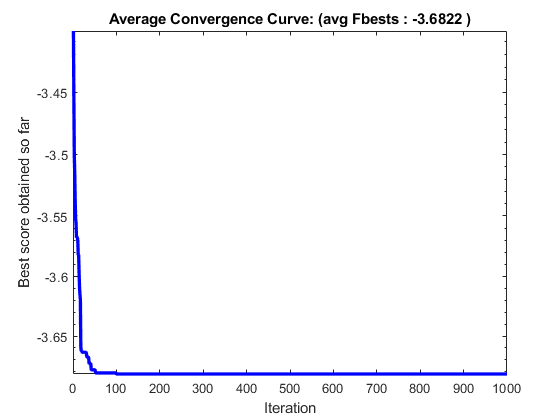 Average Convergence Curve: (avg Fbests : -3.6822 )
Best score obtained so far
-3.45
-3.5
-3.55
-3.6
-3.65
0 100 200 300 400 500 600 700 800 900 1000
Iteration